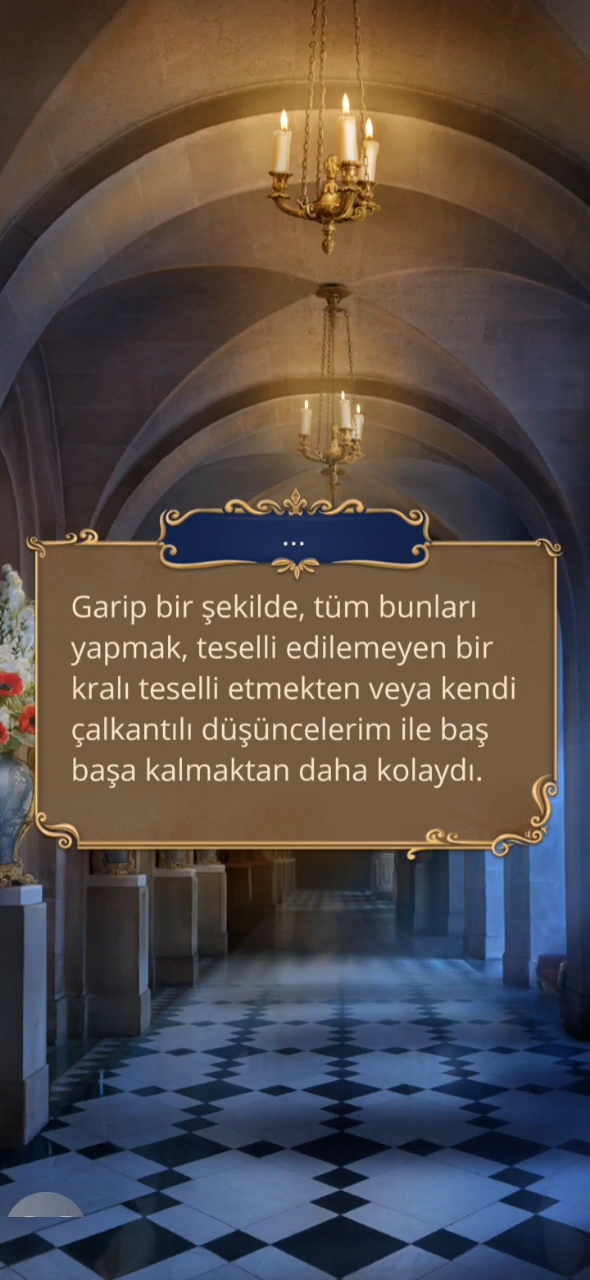 ...
Garip bir şekilde, tüm bunları
yapmak, teselli edilemeyen bir
kralı teselli etmekten veya kendi
çalkantılı düşüncelerim ile baş
başa kalmaktan daha kolaydı.